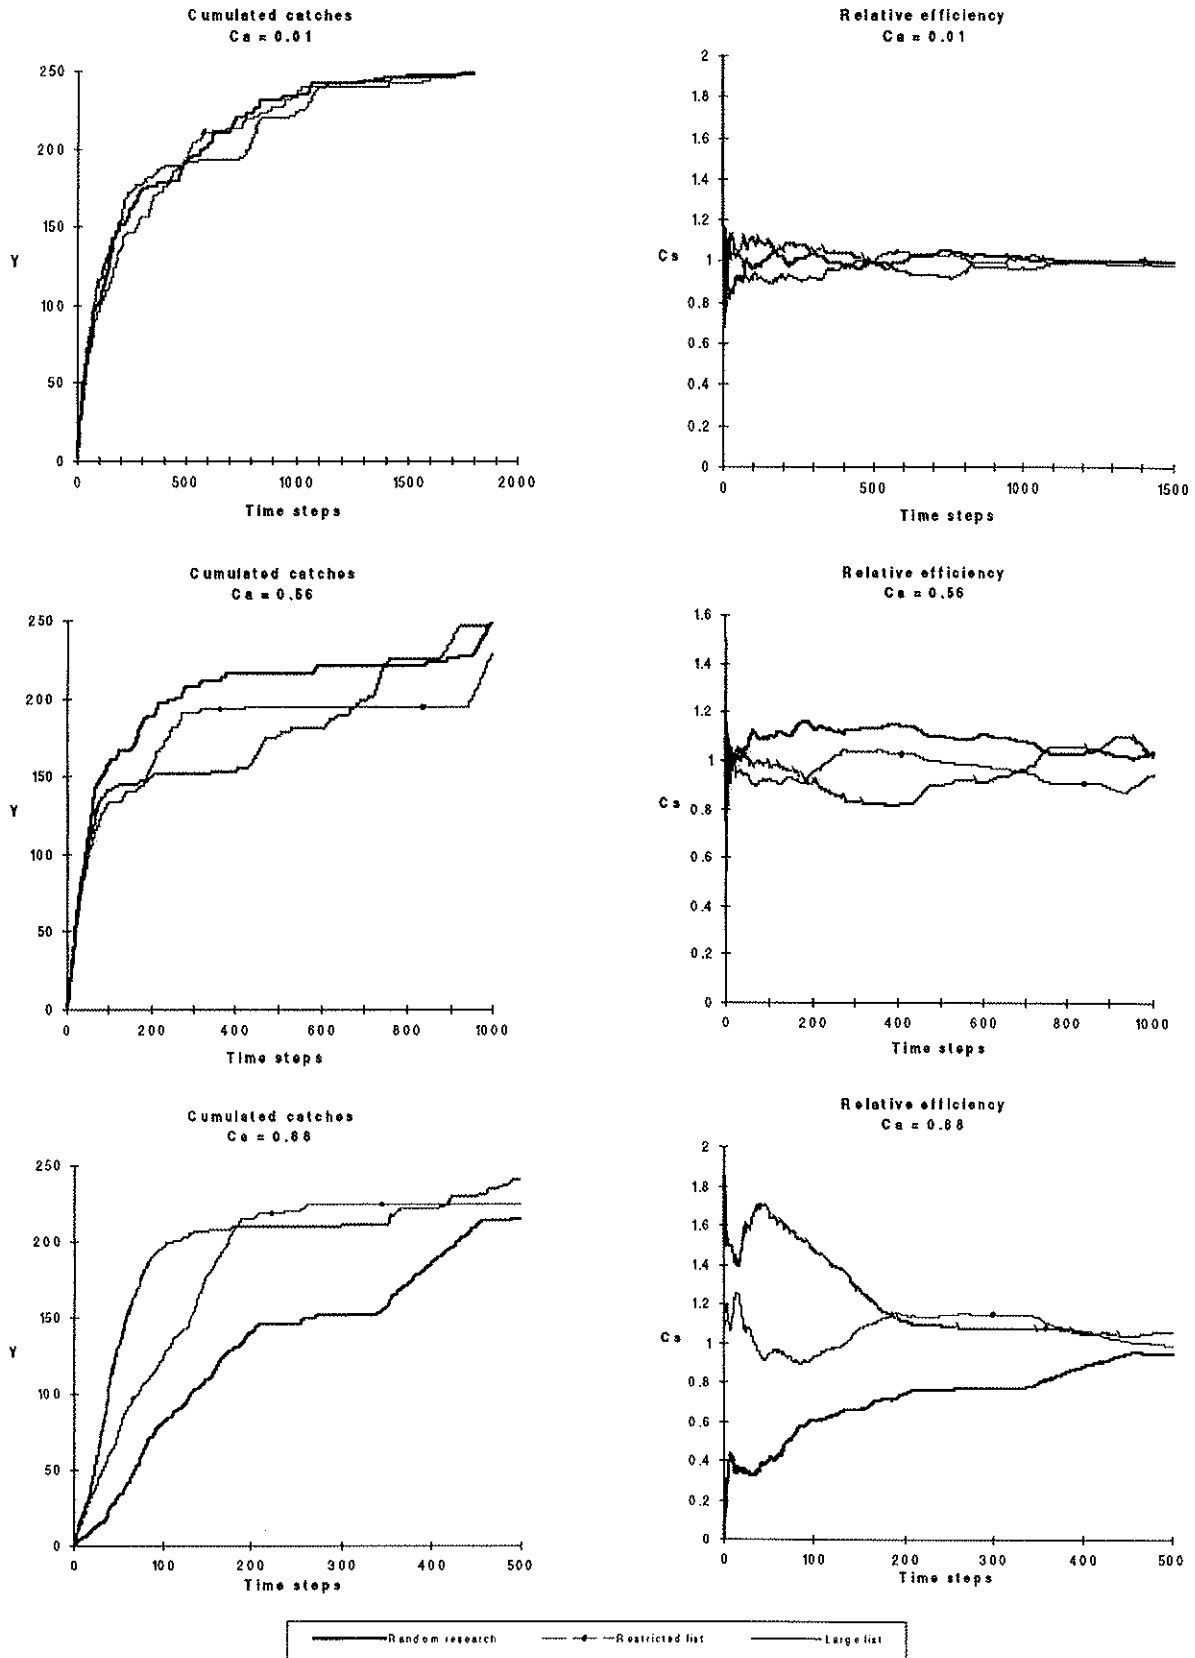 Cumulated catches
Ca = 0.01
250
200
150
100
50
0
Y
0 500 1000 1500 2000
Time steps
Relative efficiency
Ca = 0.01
2
1.8
1.6
1.4
1.2
1
0.8
0.6
0.4
0.2
0
Cs
0 500 1000 1500
Time steps
Cumulated catches
Ca = 0.56
250
200
150
100
50
0
Y
0 200 400 600 800 1000
Time steps
Relative efficiency
Ca = 0.56
1.6
1.4
1.2
1
0.8
0.6
0.4
0.2
0
Cs
0 200 400 600 800 1000
Time steps
Cumulated catches
Ca = 0.88
250
200
150
100
50
0
Y
0 100 200 300 400 500
Time steps
Relative efficiency
Ca = 0.88
2
1.8
1.6
1.4
1.2
1
0.8
0.6
0.4
0.2
0
Cs
0 100 200 300 400 500
Time steps
Random research Restricted list Large list